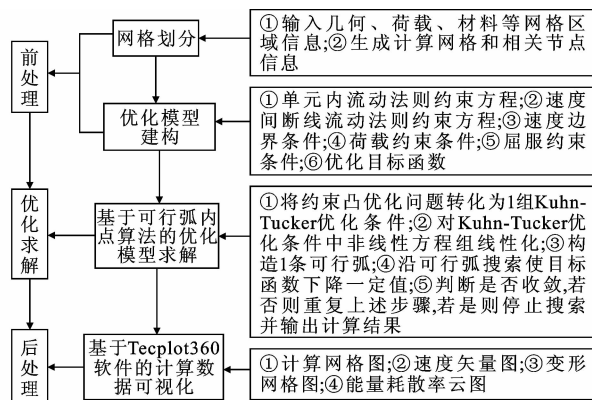 前处理
优化求解
后处理
网格划分
优化模型
建构
基于可行弧内
点算法的优化
模型求解
基于Tecplot360
软件的计算数
据可视化
①输入几何、荷载、材料等网格区
域信息;②生成计算网格和相关节点
信息
①单元内流动法则约束方程;②速度
间断线流动法则约束方程;③速度边
界条件;④荷载约束条件;⑤屈服约束
条件;⑥优化目标函数
①将约束凸优化问题转化为1组Kuhn-
Tucker优化条件;②对Kuhn-Tucker优
化条件中非线性方程组线性化;③构
造1条可行弧;④沿可行弧搜索使目标
函数下降一定值;⑤判断是否收敛,若
否则重复上述步骤,若是则停止搜索
并输出计算结果
①计算网格图;②速度矢量图;③变形
网格图;④能量耗散率云图